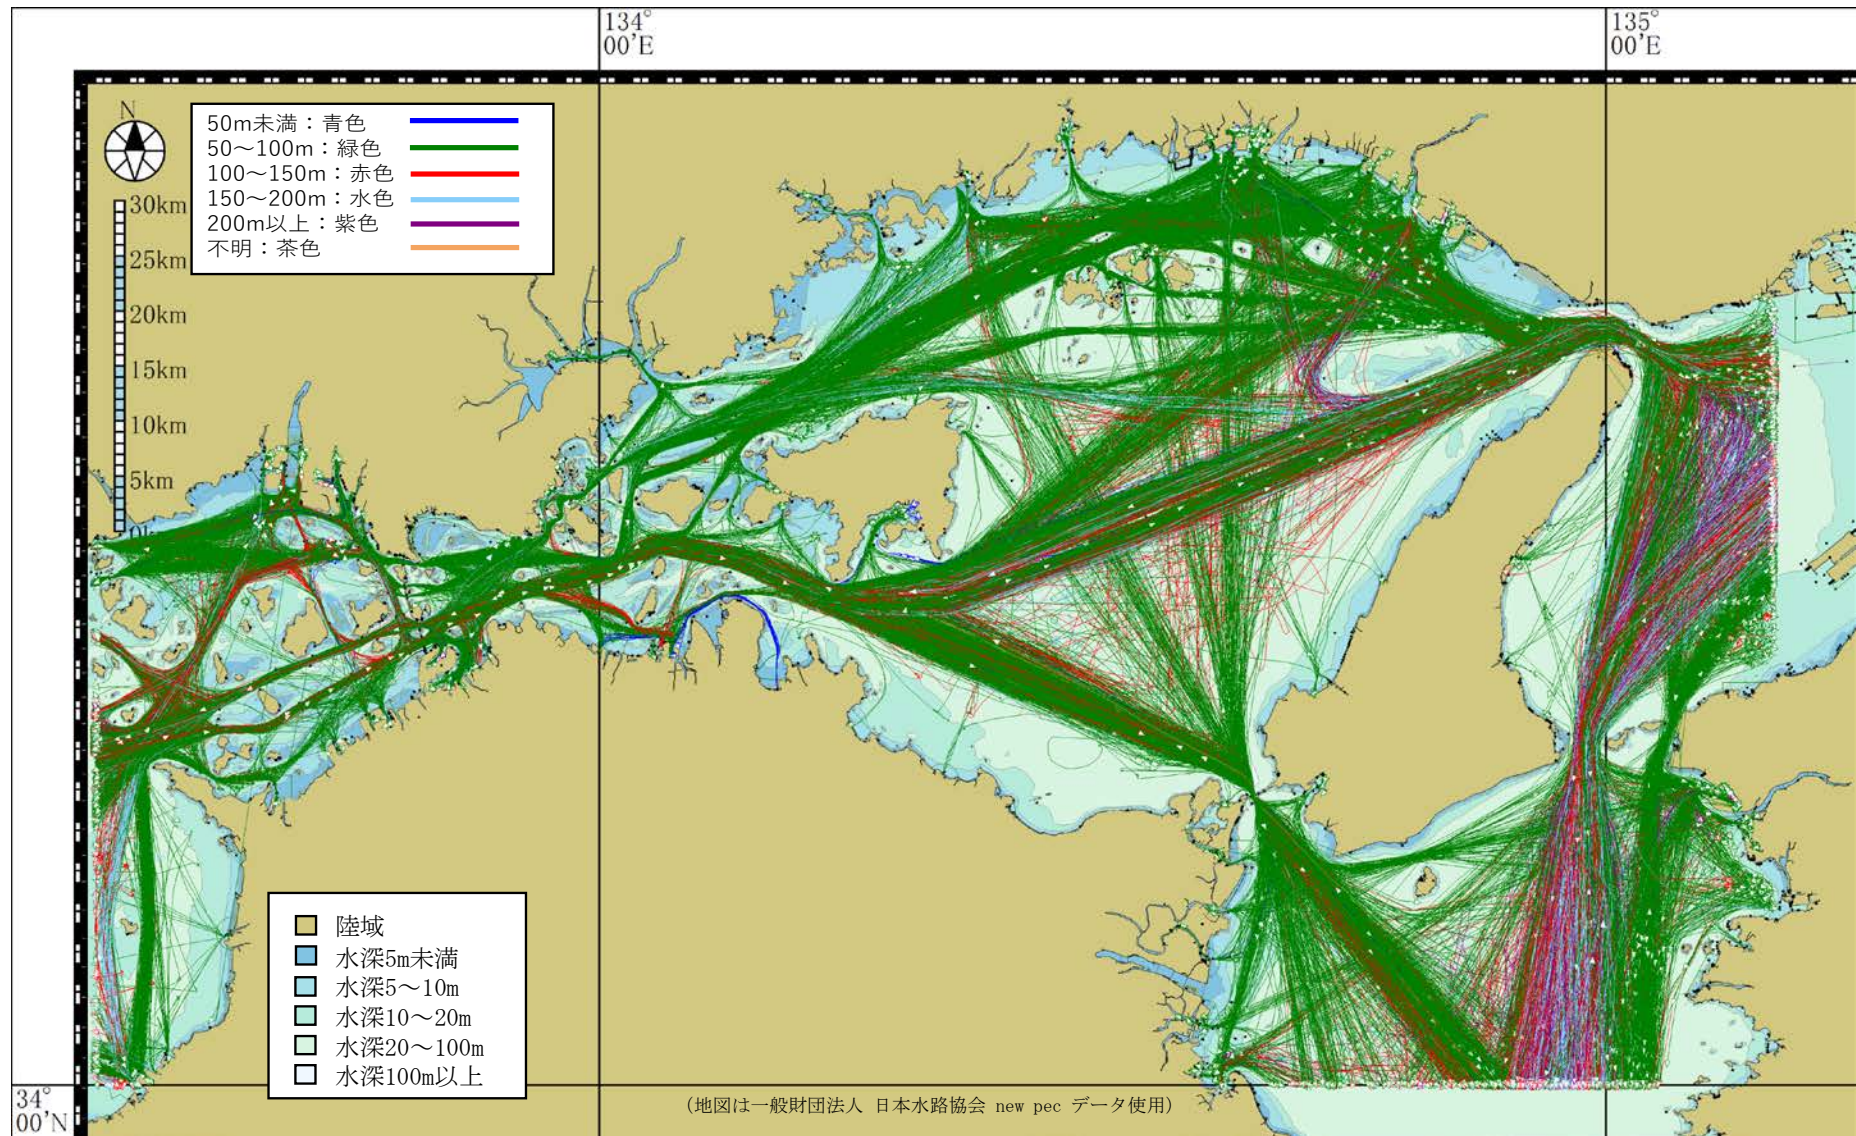 134°
00'E
135°
00'E
N
50m未満：青色
50～100m：緑色
100～150m：赤色
150～200m：水色
200m以上：紫色
不明：茶色
30km
25km
20km
15km
10km
5km
陸域
水深5m未満
水深5～10m
水深10～20m
水深20～100m
水深100m以上
34°
00'N
（地図は一般財団法人 日本水路協会 new pec データ使用）